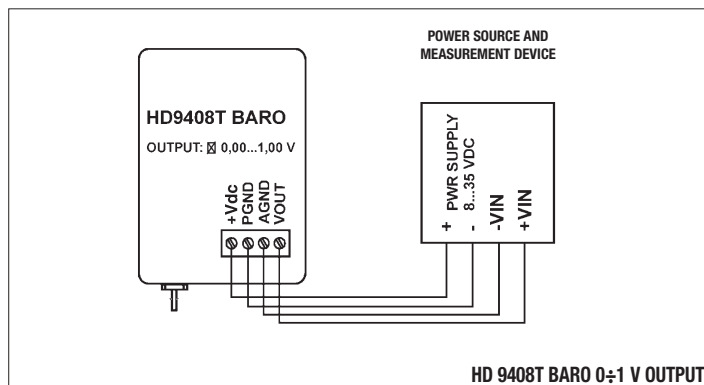 POWER SOURCE AND
MEASUREMENT DEVICE
HD9408T BARO
OUTPUT: ☒ 0,00...1,00 V
+Vdc
PGND
AGND
VOUT
+ PWR SUPPLY -
8...35 VDC
-VIN
+VIN
HD 9408T BARO 0÷1 V OUTPUT